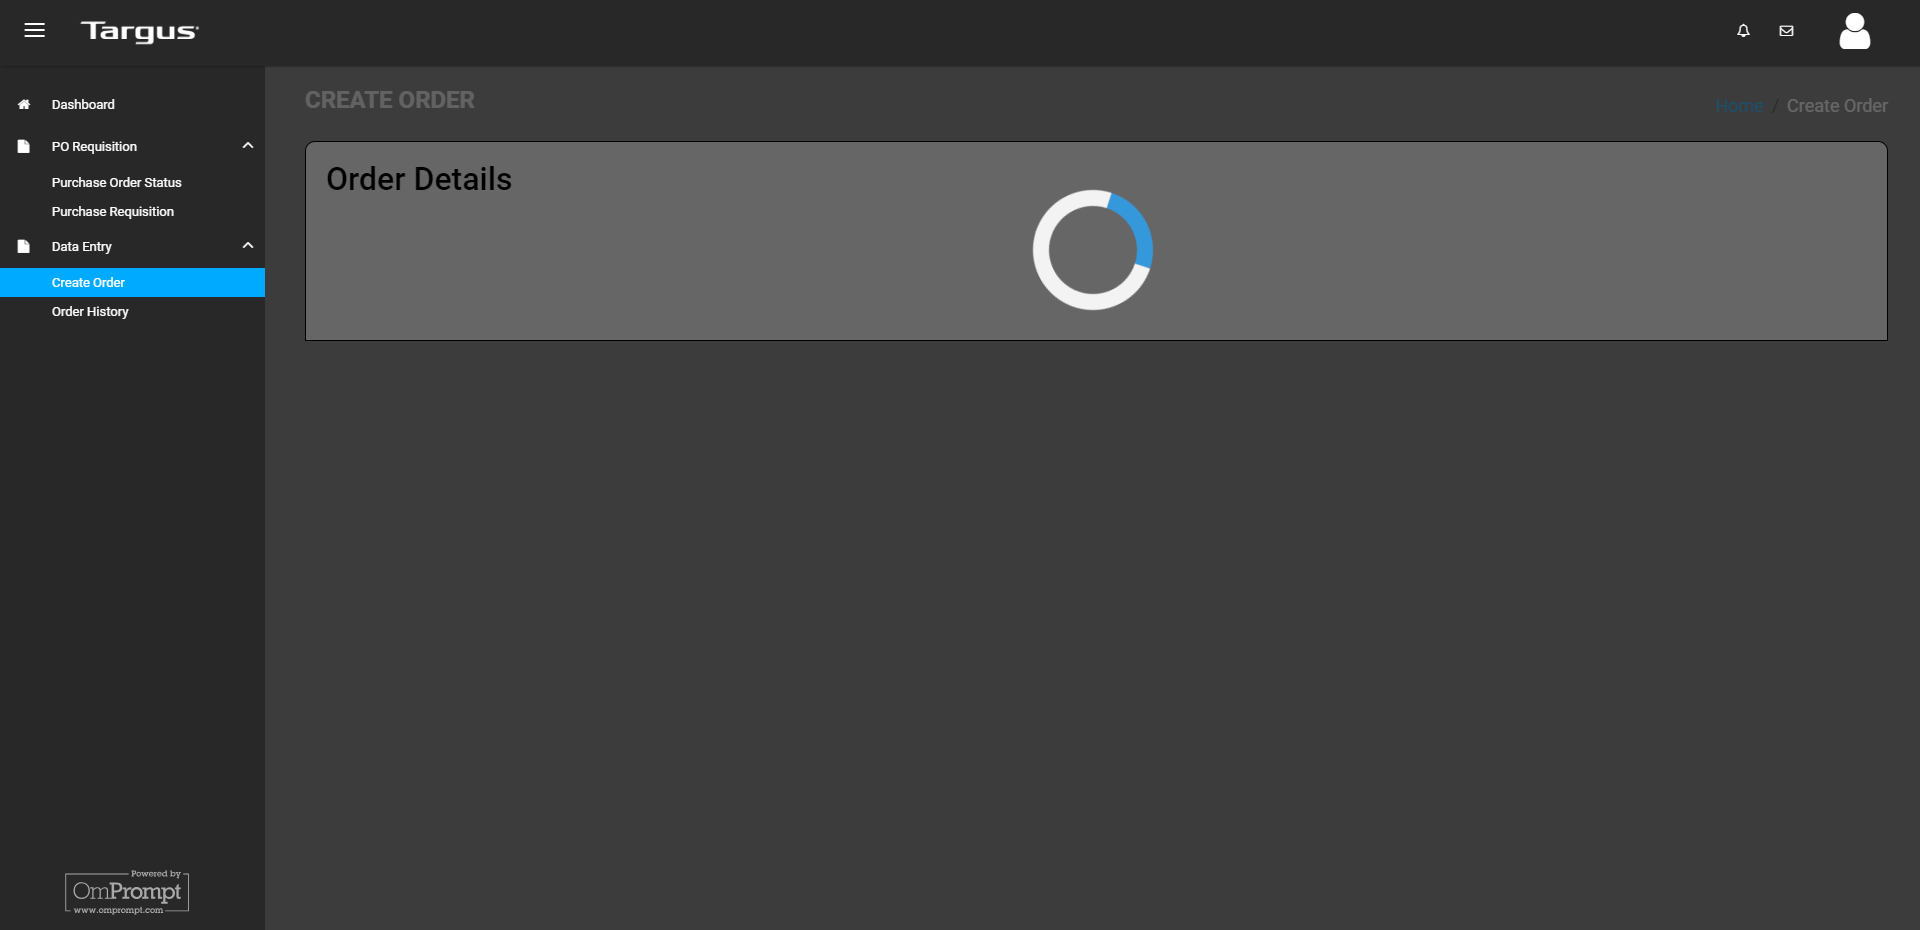 Targus
Dashboard
PO Requisition
Purchase Order Status
Purchase Requisition
Data Entry
Create Order
Order History
CREATE ORDER
Home / Create Order
Order Details
Powered by
OmPrompt
www.omprompt.com